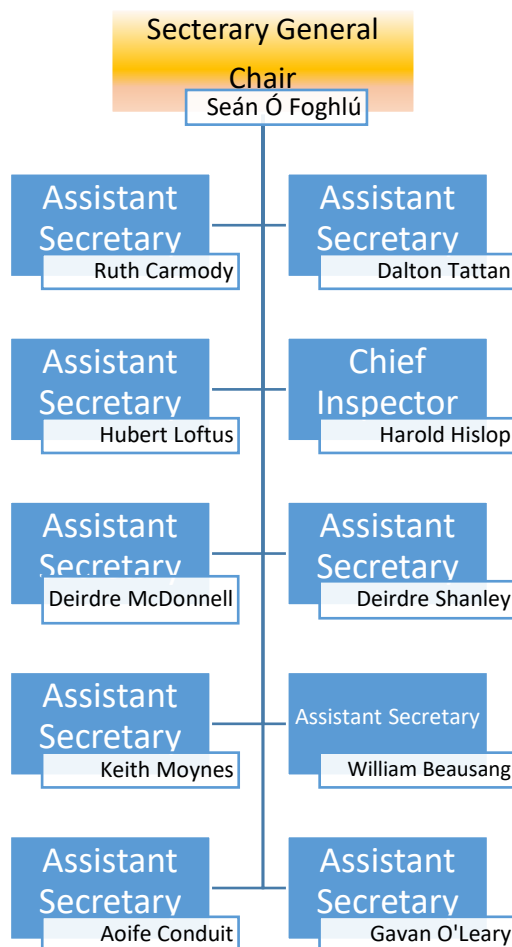 Secterary General
Chair
Seán Ó Foghlú
Assistant
Secretary
Ruth Carmody
Assistant
Secretary
Dalton Tattan
Assistant
Secretary
Hubert Loftus
Chief
Inspector
Harold Hislop
Assistant
Secretary
Deirdre McDonnell
Assistant
Secretary
Deirdre Shanley
Assistant
Secretary
Keith Moynes
Assistant Secretary
William Beausang
Assistant
Secretary
Aoife Conduit
Assistant
Secretary
Gavan O'Leary